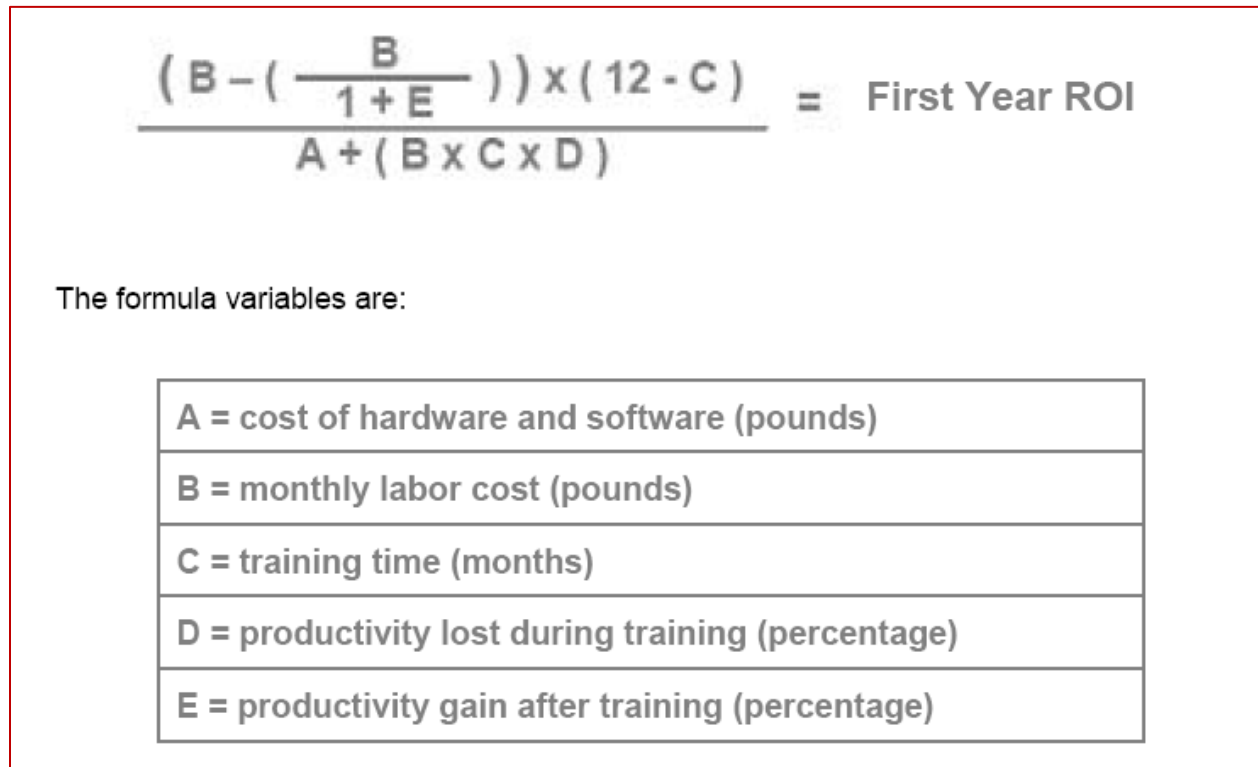 B
( B – ( ––– ) ) x ( 12 - C )
1 + E
= First Year ROI
A + ( B x C x D )
The formula variables are:
A = cost of hardware and software (pounds)
B = monthly labor cost (pounds)
C = training time (months)
D = productivity lost during training (percentage)
E = productivity gain after training (percentage)